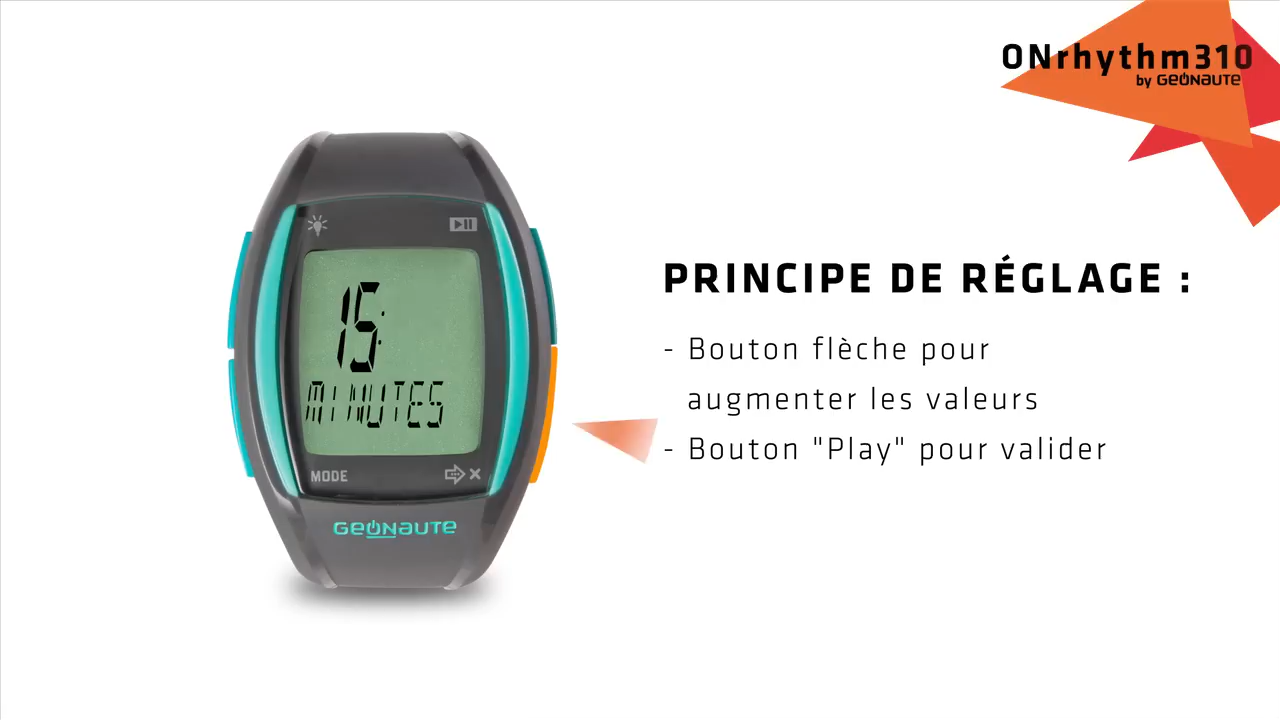 ONrhythm310
by GEONAUTE
15:
MINUTES
MODE
GEONAUTE
PRINCIPE DE RÉGLAGE :
- Bouton flèche pour
augmenter les valeurs
- Bouton "Play" pour valider